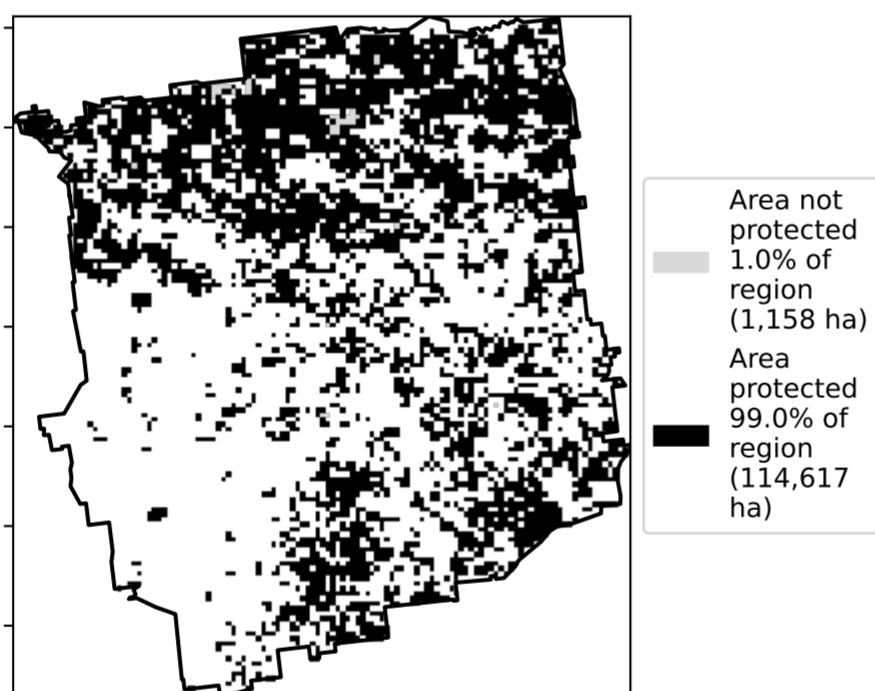 Area not
protected
1.0% of
region
(1,158 ha)
Area
protected
99.0% of
region
(114,617
ha)